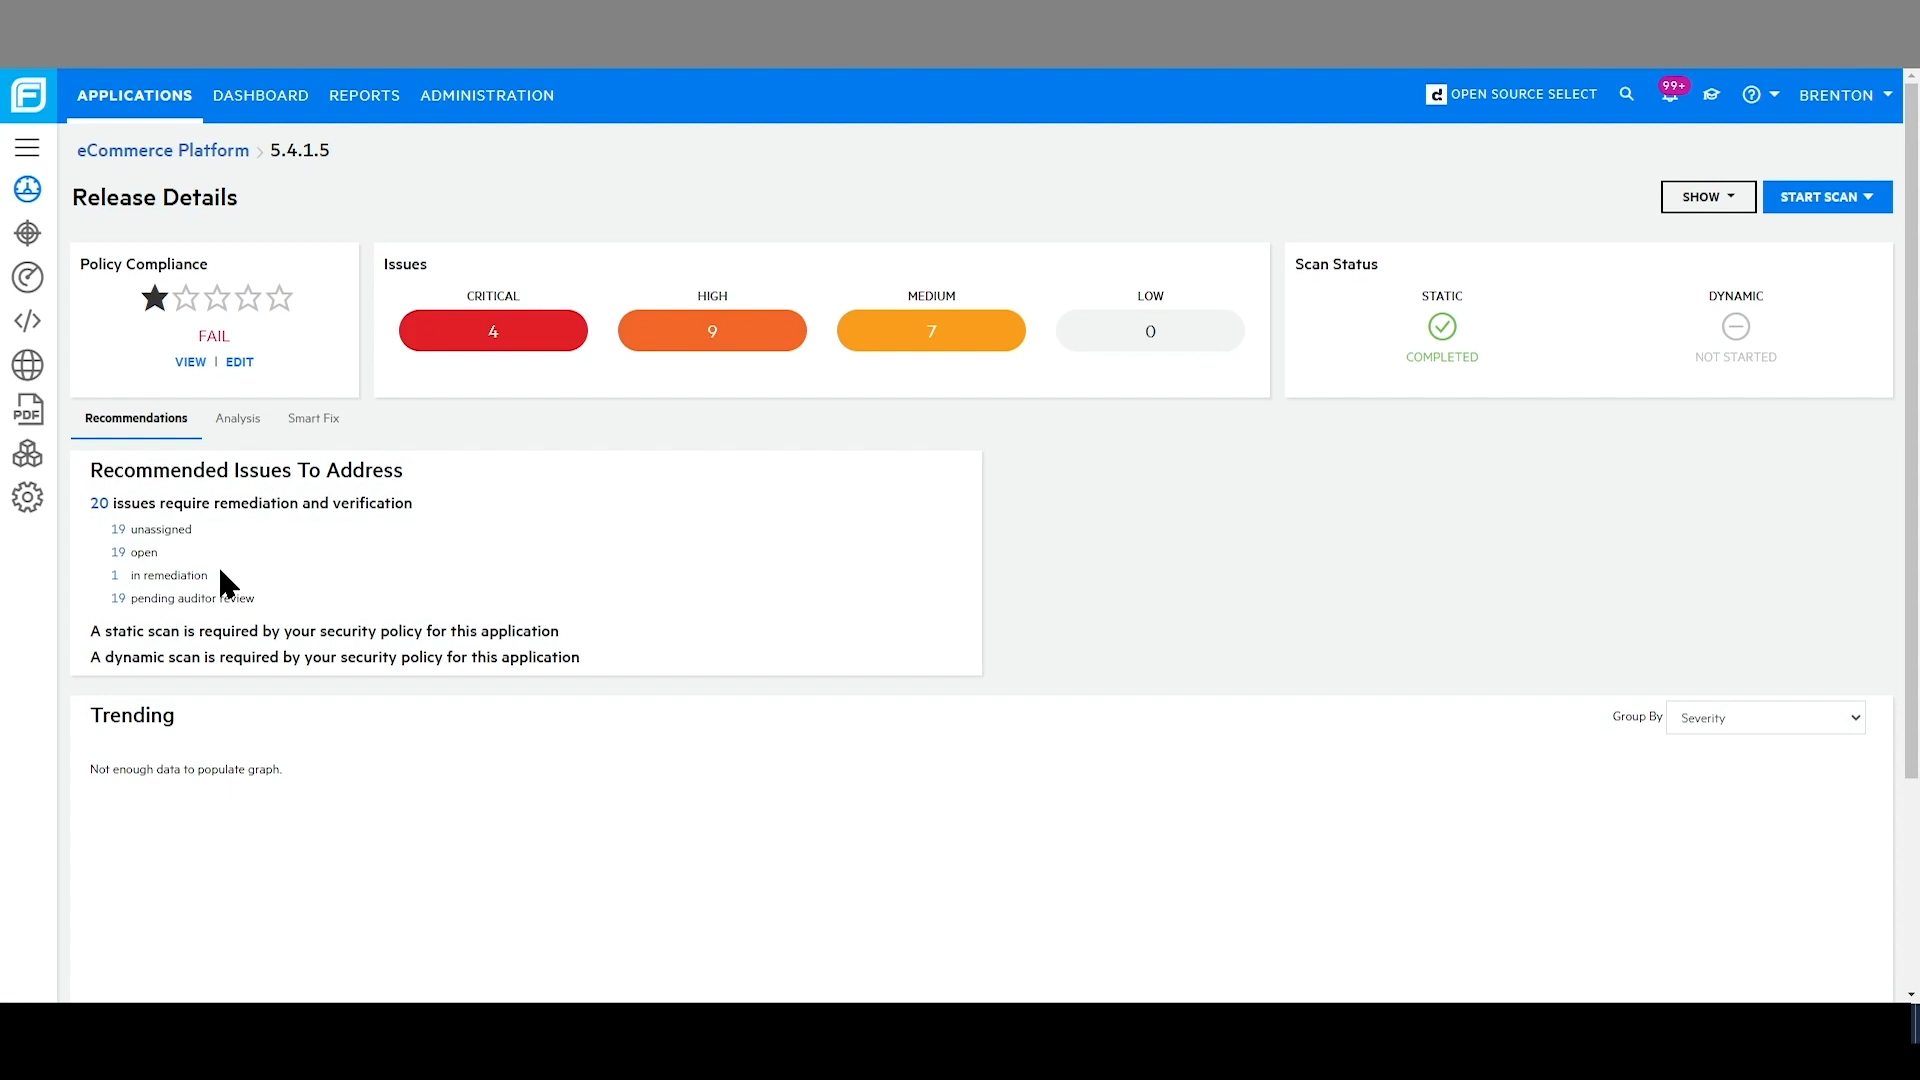 APPLICATIONS DASHBOARD REPORTS ADMINISTRATION
d OPEN SOURCE SELECT 99+ BRENTON
eCommerce Platform > 5.4.1.5
Release Details
SHOW START SCAN
Policy Compliance
FAIL
VIEW | EDIT
Issues
CRITICAL HIGH MEDIUM LOW
4 9 7 0
Scan Status
STATIC DYNAMIC
COMPLETED NOT STARTED
PDF
Recommendations Analysis Smart Fix
Recommended Issues To Address
20 issues require remediation and verification
19 unassigned
19 open
1 in remediation
19 pending auditor review
A static scan is required by your security policy for this application
A dynamic scan is required by your security policy for this application
Trending
Group By Severity
Not enough data to populate graph.